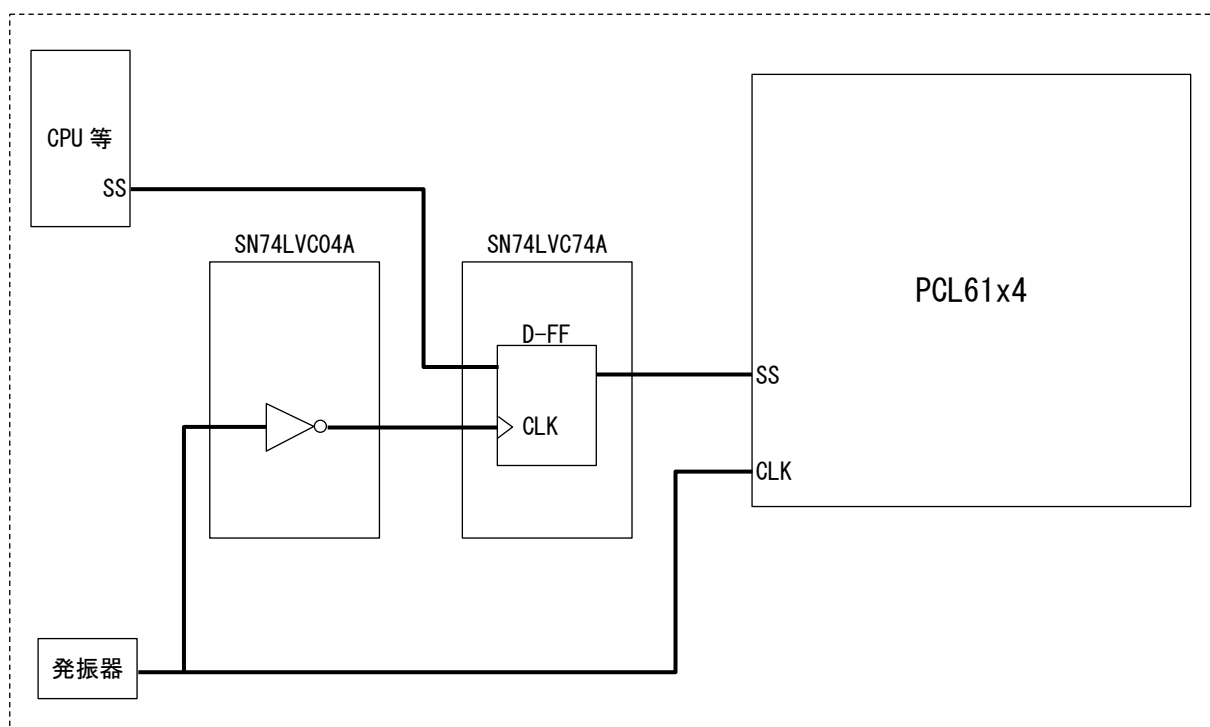 CPU 等
SS
SN74LVC04A
SN74LVC74A
D-FF
CLK
PCL61x4
SS
CLK
発振器